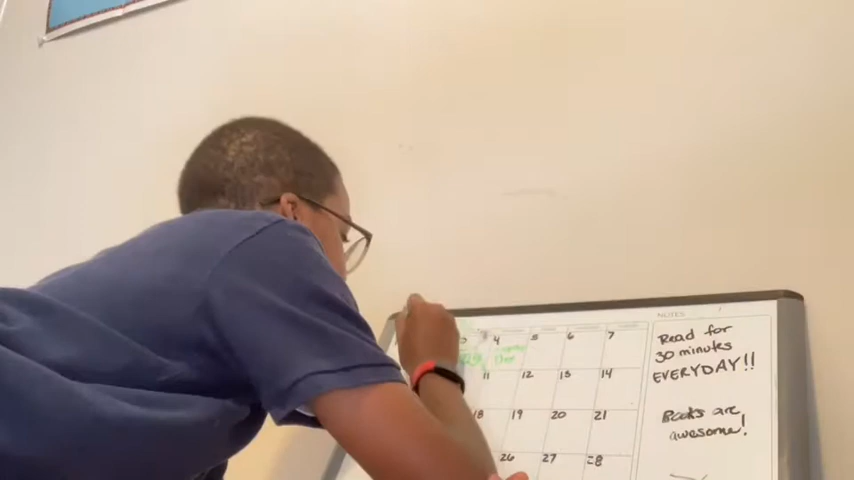 NOTES
4 5 6 7
11 12 13 14
18 19 20 21
26 27 28
Read for
30 minutes
EVERYDAY!!
Books are
awesome!